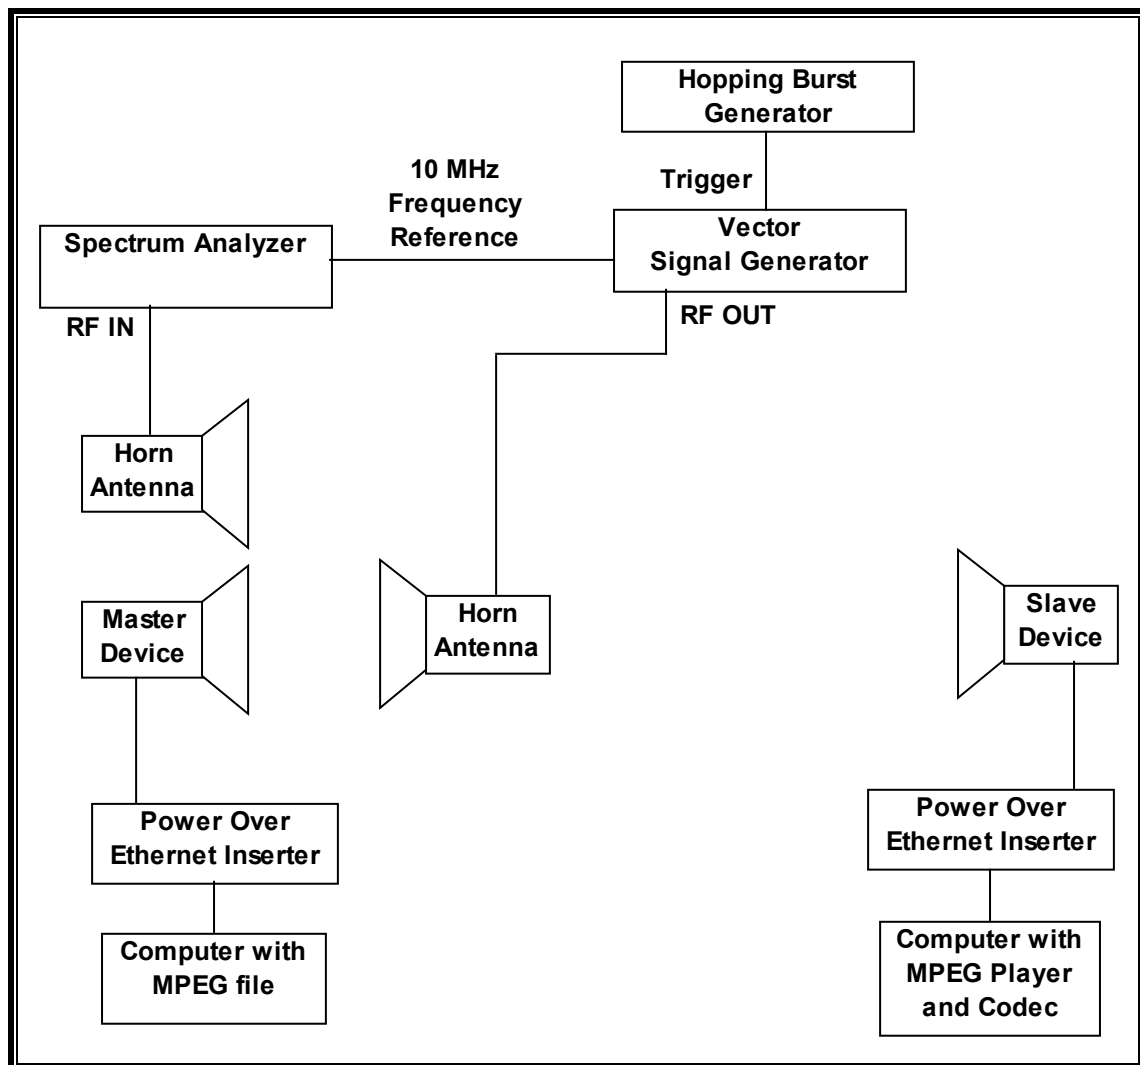 Hopping Burst
Generator
10 MHz
Frequency
Reference
Trigger
Spectrum Analyzer
Vector
Signal Generator
RF IN
RF OUT
Horn
Antenna
Master
Device
Horn
Antenna
Slave
Device
Power Over
Ethernet Inserter
Power Over
Ethernet Inserter
Computer with
MPEG file
Computer with
MPEG Player
and Codec